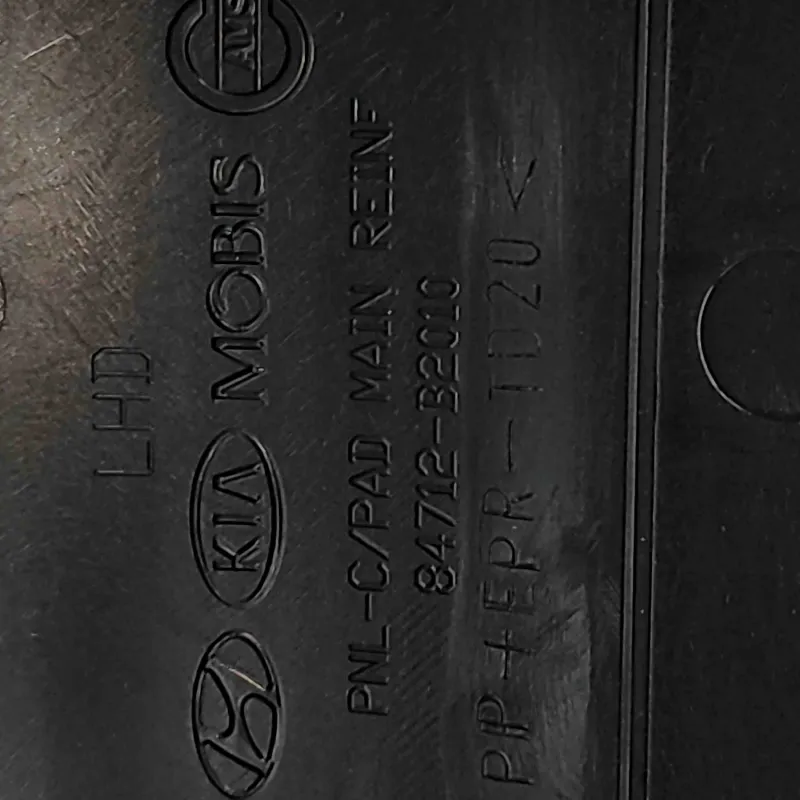 LHD
KIA MOBIS AMS
PNL-C/PAD MAIN REINF
84712-B2010
PP+EPR-TD20<